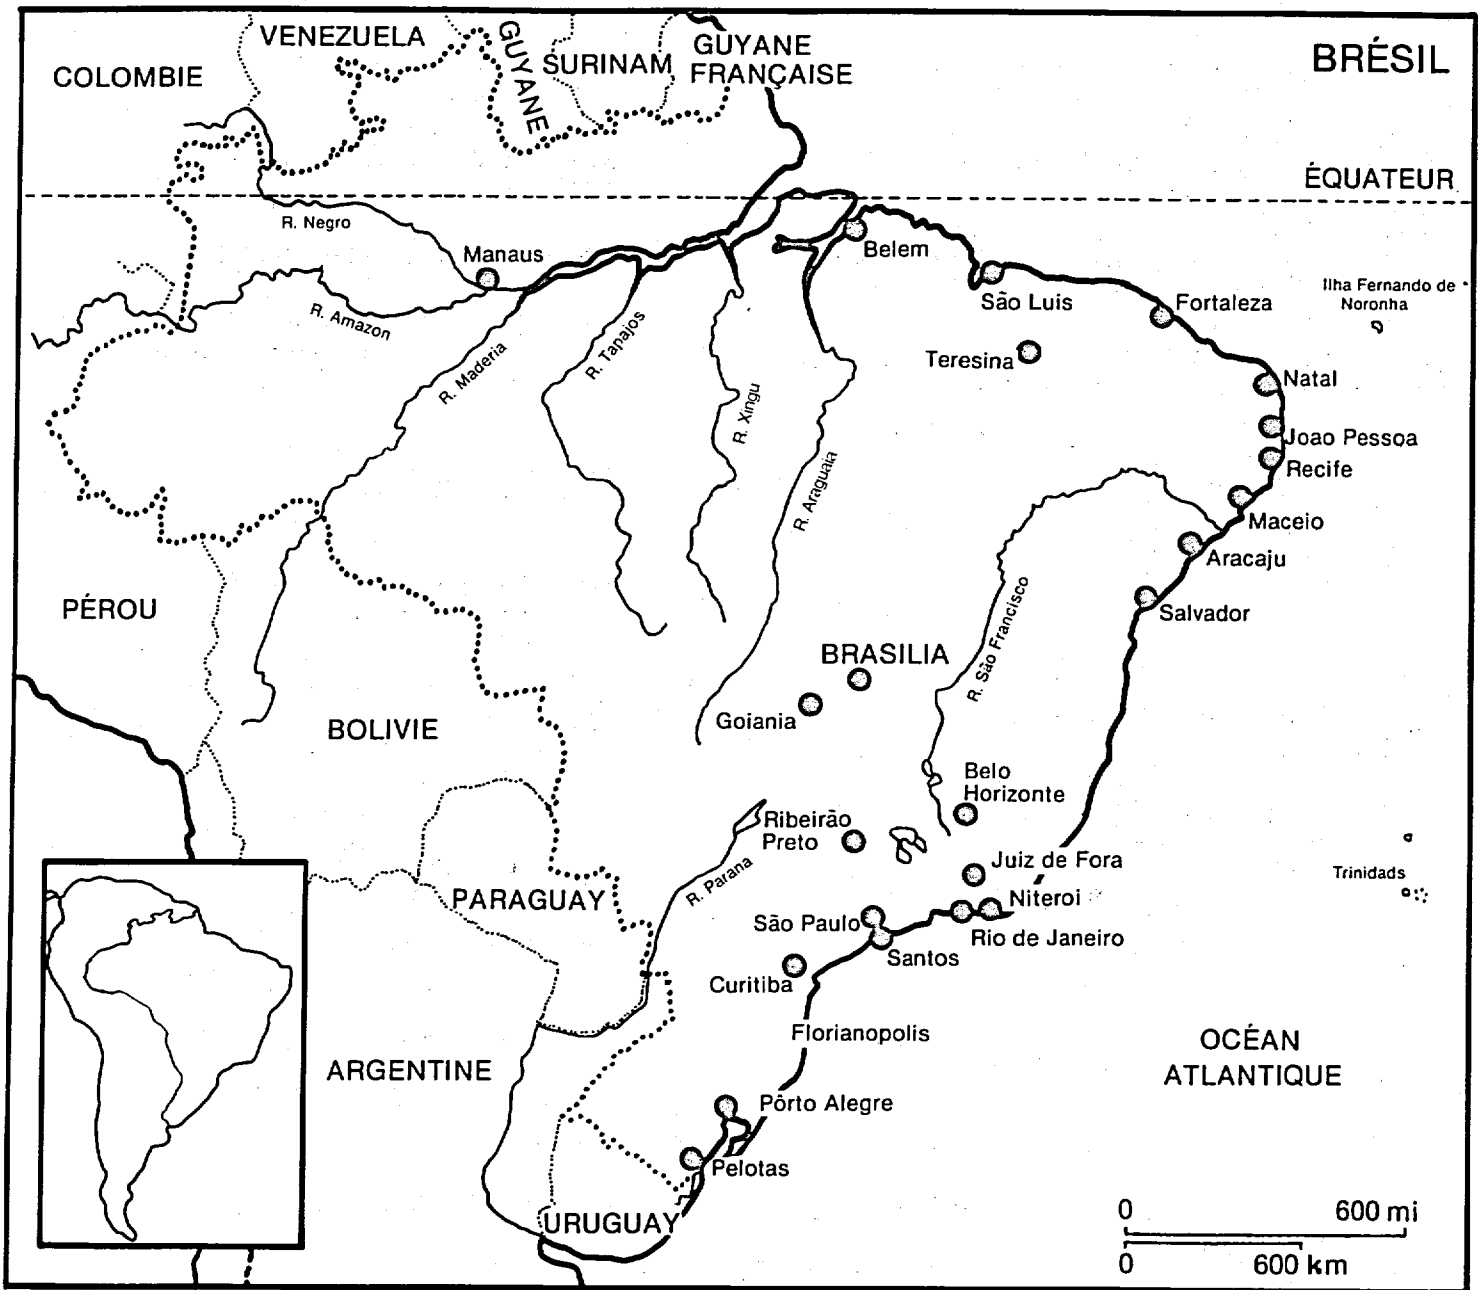 VENEZUELA
GUYANE
SURINAM
GUYANE
FRANÇAISE
BRÉSIL
COLOMBIE
ÉQUATEUR
R. Negro
Manaus
Belem
R. Amazon
São Luis
Fortaleza
Ilha Fernando de
Noronha
R. Maderia
R. Tapajos
Teresina
R. Xingu
Natal
R. Araguaia
Joao Pessoa
Recife
Maceio
Aracaju
PÉROU
Salvador
R. São Francisco
BRASILIA
Goiania
BOLIVIE
Belo
Horizonte
Ribeirão
Preto
R. Parana
Juiz de Fora
Trinidads
PARAGUAY
Niteroi
São Paulo
Rio de Janeiro
Santos
Curitiba
Florianopolis
OCÉAN
ATLANTIQUE
ARGENTINE
Pôrto Alegre
Pelotas
URUGUAY
0 600 mi
0 600 km